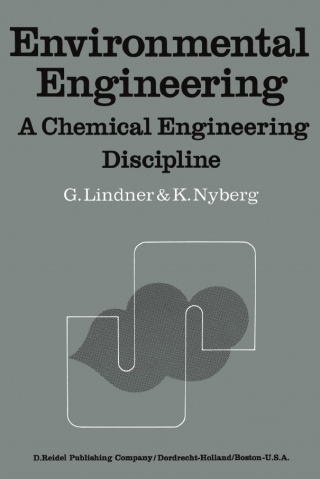 Environmental
Engineering
A Chemical Engineering
Discipline
G. Lindner & K. Nyberg
D. Reidel Publishing Company/Dordrecht-Holland/Boston-U.S.A.